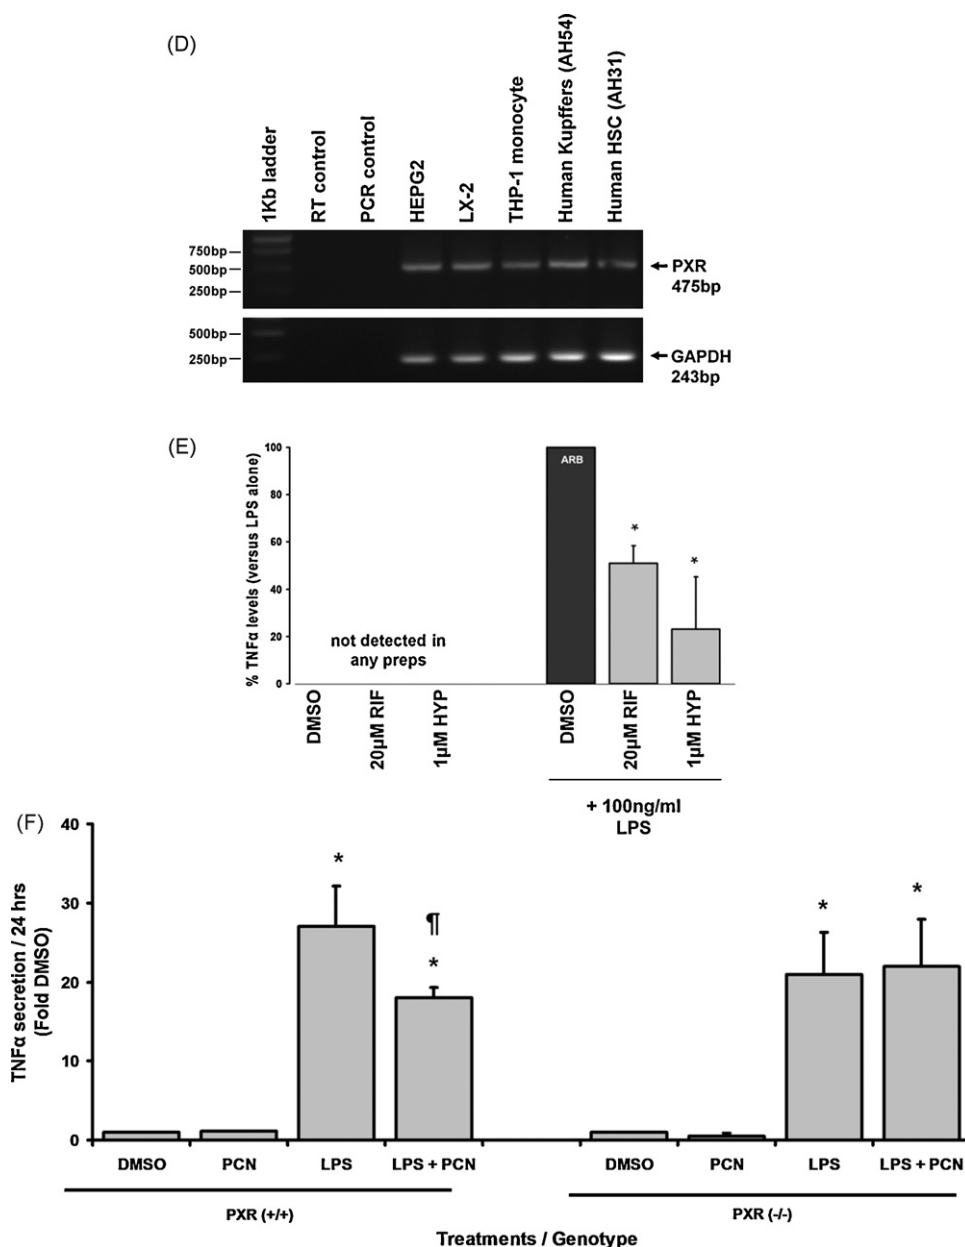 (D)
1Kb ladder
RT control
PCR control
HEPG2
LX-2
THP-1 monocyte
Human Kupffers (AH54)
Human HSC (AH31)
750bp
500bp
250bp
PXR
475bp
500bp
250bp
GAPDH
243bp
(E)
% TNFα levels (versus LPS alone)
100
80
60
40
20
0
ARB
*
*
not detected in
any preps
DMSO
20µM RIF
1µM HYP
DMSO
20µM RIF
1µM HYP
+ 100ng/ml
LPS
(F)
TNFα secretion / 24 hrs
(Fold DMSO)
40
30
20
10
0
*
¶
*
*
*
DMSO PCN LPS LPS + PCN DMSO PCN LPS LPS + PCN
PXR (+/+) PXR (-/-)
Treatments / Genotype